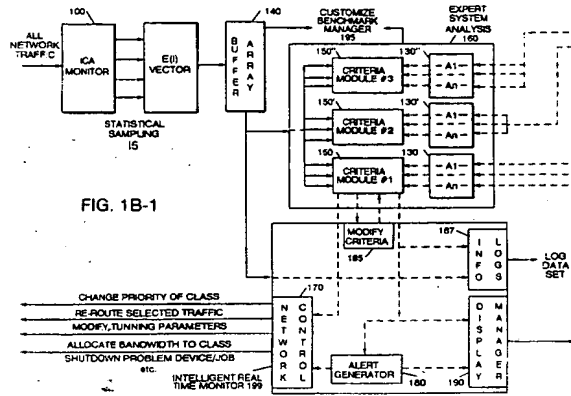 ALL
NETWORK
TRAFFIC
100
ICA
MONITOR
E(I)
VECTOR
STATISTICAL
SAMPLING
15
140
BUFFER
ARRAY
CUSTOMIZE
BENCHMARK
MANAGER
195
EXPERT
SYSTEM
ANALYSIS
160
150"
CRITERIA
MODULE #3
130"
A1
An
150'
CRITERIA
MODULE #2
130'
A1
An
150
CRITERIA
MODULE #1
130
A1
An
FIG. 1B-1
MODIFY
CRITERIA
185
187
INFO
LOGS
LOG
DATA
SET
170
NETWORK
CONTROL
CHANGE PRIORITY OF CLASS
RE-ROUTE SELECTED TRAFFIC
MODIFY, TUNNING PARAMETERS
ALLOCATE BANDWIDTH TO CLASS
SHUTDOWN PROBLEM DEVICE/JOB
etc.
INTELLIGENT REAL
TIME MONITOR 199
ALERT
GENERATOR
180
DISPLAY
MANAGER
190